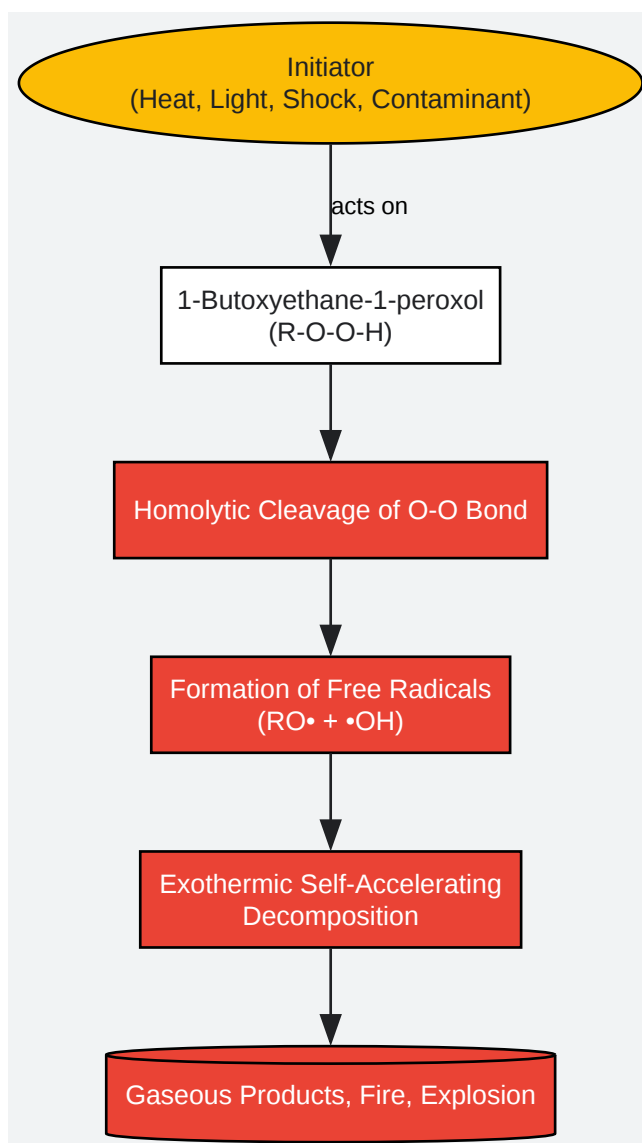 Initiator
(Heat, Light, Shock, Contaminant)
acts on
1-Butoxyethane-1-peroxol
(R-O-O-H)
Homolytic Cleavage of O-O Bond
Formation of Free Radicals
(RO• + •OH)
Exothermic Self-Accelerating
Decomposition
Gaseous Products, Fire, Explosion